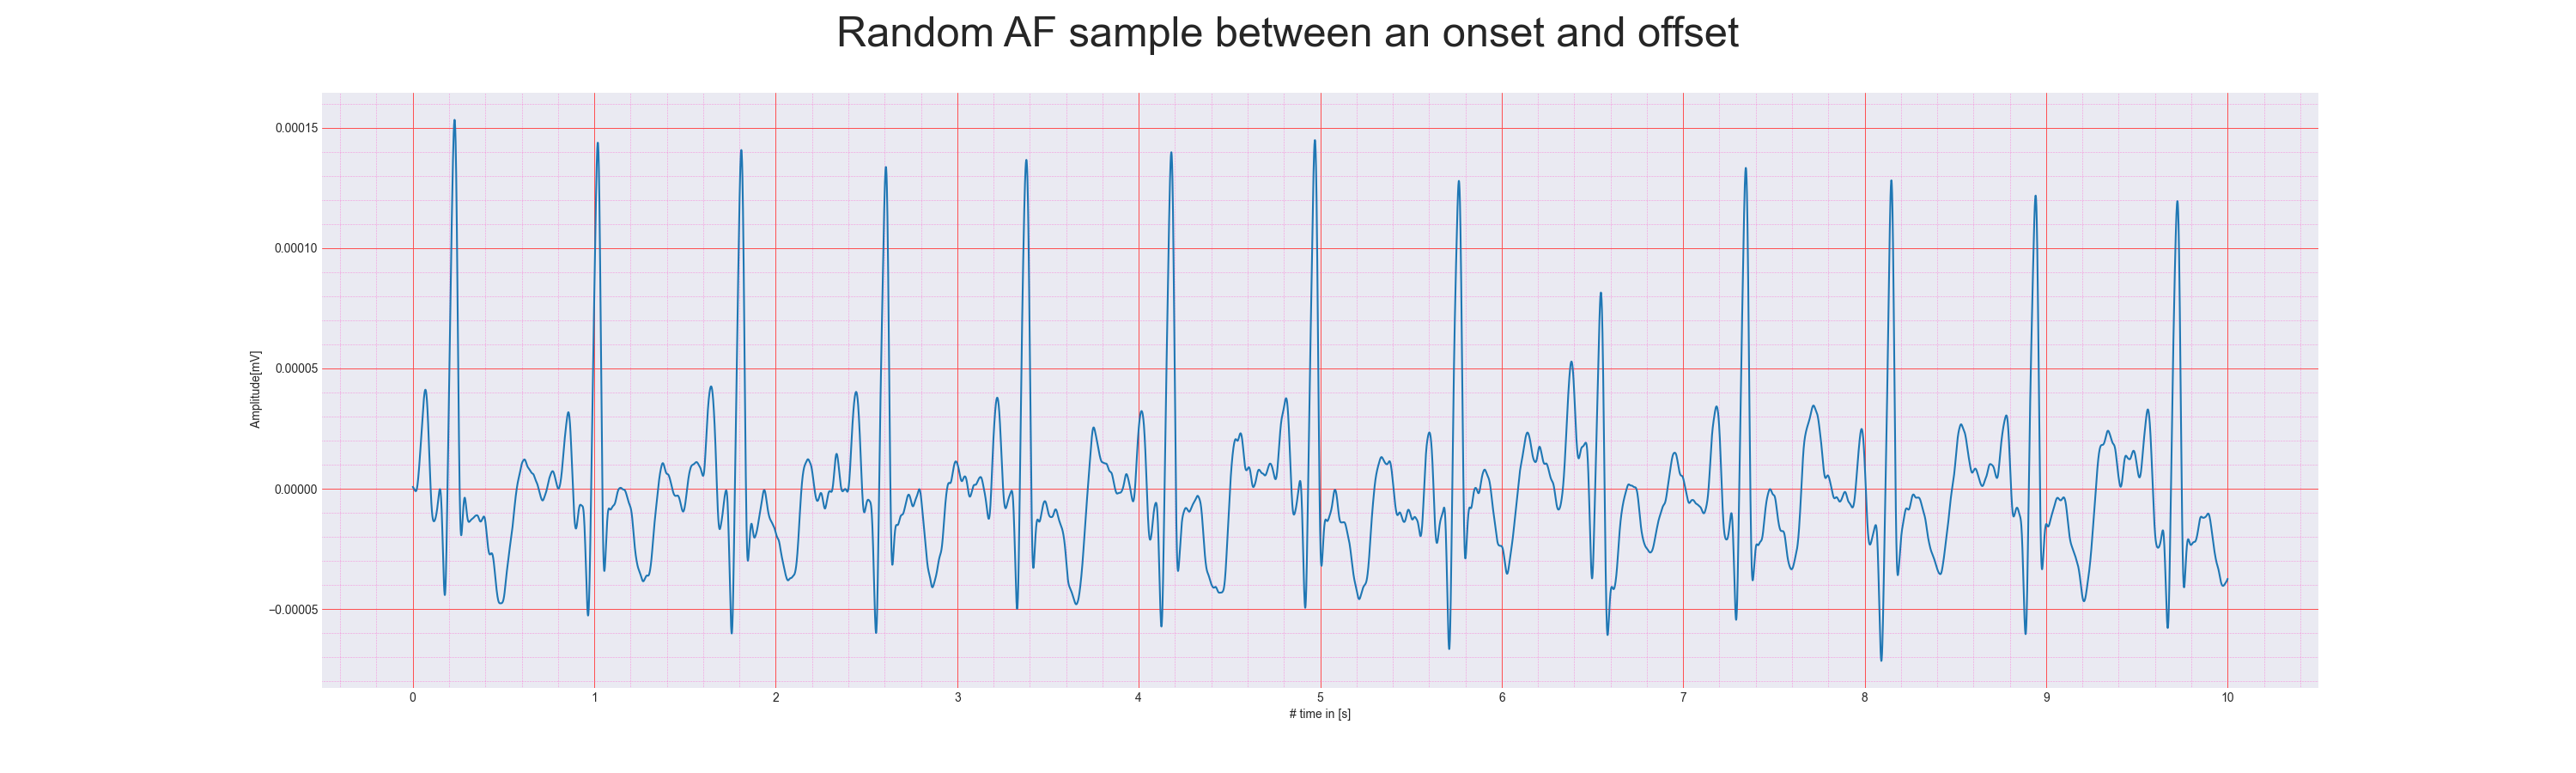 Random AF sample between an onset and offset
0.00015
0.00010
0.00005
0.00000
−0.00005
Amplitude[mV]
0 1 2 3 4 5 6 7 8 9 10
# time in [s]